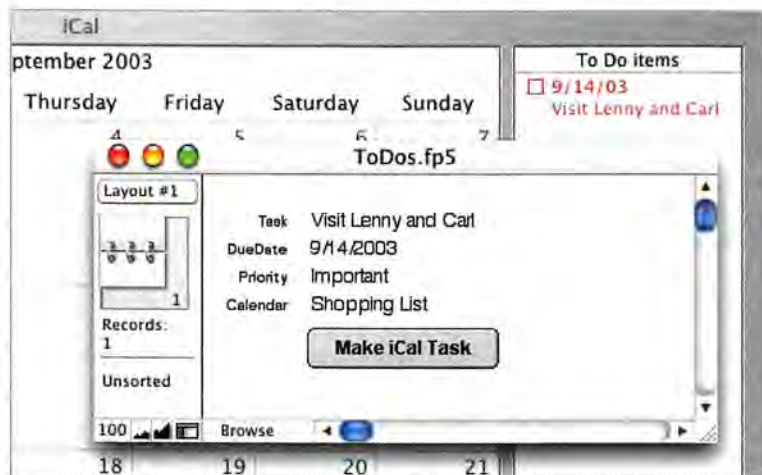 iCal
ptember 2003
To Do items
9/14/03
Visit Lenny and Carl
Thursday Friday Saturday Sunday
4 5 6 7
ToDos.fp5
Layout #1
1
Records:
1
Unsorted
Task Visit Lenny and Carl
DueDate 9/14/2003
Priority Important
Calendar Shopping List
Make iCal Task
100 Browse
18 19 20 21